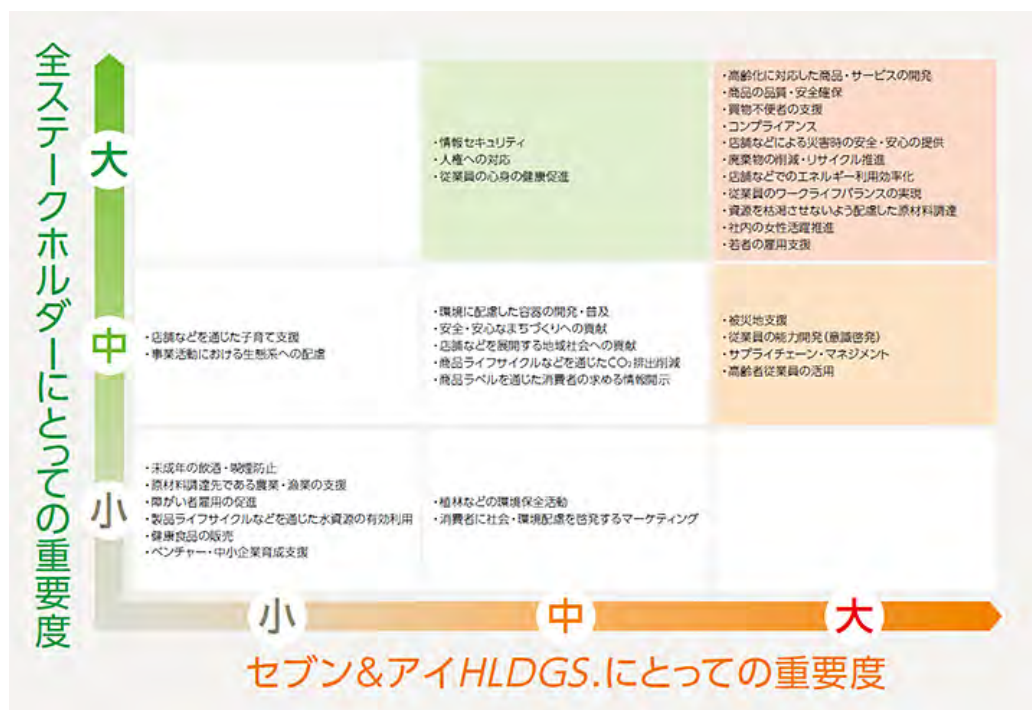 全ステークホルダーにとっての重要度
大
・情報セキュリティ
・人権への対応
・従業員の心身の健康促進
・高齢化に対応した商品・サービスの開発
・商品の品質・安全確保
・買物不便者の支援
・コンプライアンス
・店舗などによる災害時の安全・安心の提供
・廃棄物の削減・リサイクル推進
・店舗などでのエネルギー利用効率化
・従業員のワークライフバランスの実現
・資源を枯渇させないよう配慮した原材料調達
・社内の女性活躍推進
・若者の雇用支援
中
・店舗などを通じた子育て支援
・事業活動における生態系への配慮
・環境に配慮した容器の開発・普及
・安全・安心なまちづくりへの貢献
・店舗などを展開する地域社会への貢献
・商品ライフサイクルなどを通じたCO₂排出削減
・商品ラベルを通じた消費者の求める情報開示
・被災地支援
・従業員の能力開発(意識啓発)
・サプライチェーン・マネジメント
・高齢者従業員の活用
小
・未成年の飲酒・喫煙防止
・原材料調達先である農業・漁業の支援
・障がい者雇用の促進
・製品ライフサイクルなどを通じた水資源の有効利用
・健康食品の販売
・ベンチャー・中小企業育成支援
・植林などの環境保全活動
・消費者に社会・環境配慮を啓発するマーケティング
小
中
大
セブン&アイHLDGS.にとっての重要度